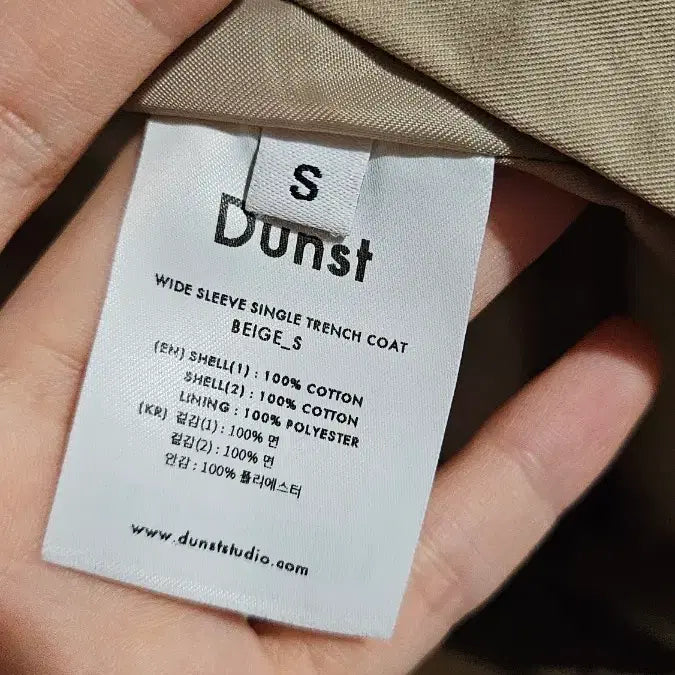 S
Dunst
WIDE SLEEVE SINGLE TRENCH COAT
BEIGE_S
(EN) SHELL(1) : 100% COTTON
SHELL(2) : 100% COTTON
LINING : 100% POLYESTER
(KR) 겉감(1) : 100% 면
겉감(2) : 100% 면
안감 : 100% 폴리에스터
www.dunststudio.com